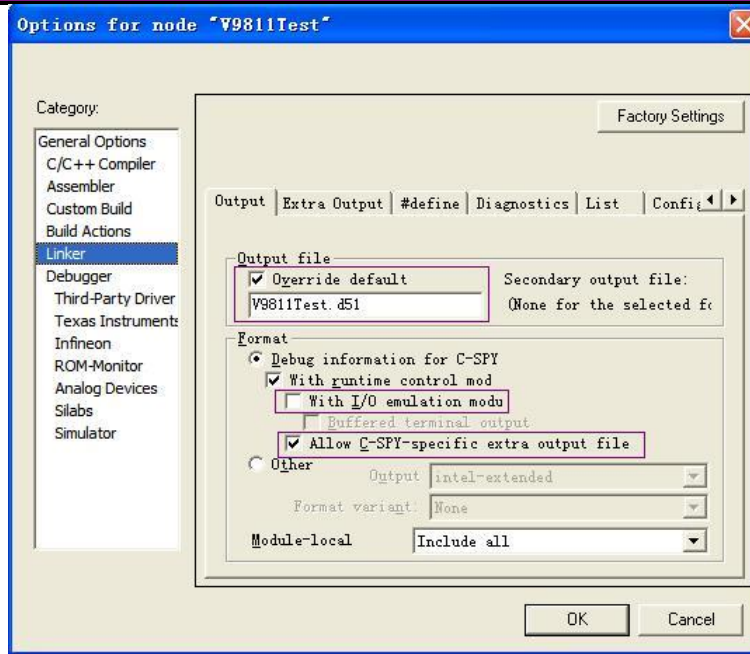 Options for node "V9811Test"
Category:
Factory Settings
General Options
C/C++ Compiler
Assembler
Custom Build
Build Actions
Linker
Debugger
Third-Party Driver
Texas Instruments
Infineon
ROM-Monitor
Analog Devices
Silabs
Simulator
Output Extra Output #define Diagnostics List Config
Output file
Override default
V9811Test.d51
Secondary output file:
(None for the selected fo
Format
Debug information for C-SPY
With runtime control mod
With I/O emulation modu
Buffered terminal output
Allow C-SPY-specific extra output file
Other
Output intel-extended
Format variant: None
Module-local Include all
OK Cancel